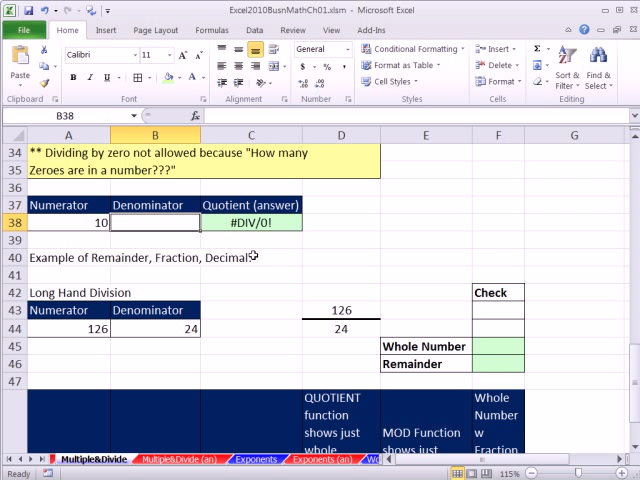 Excel2010BusnMathCh01.xlsm - Microsoft Excel
File Home Page Layout Formulas Data Review View Add-Ins
Paste
Calibri 11 General
B I U
$ % ,
Conditional Formatting
Format as Table
Cell Styles
Insert
Delete
Format
Sort & Filter
Find & Select
Clipboard Font Alignment Number Styles Cells Editing
B38 fx
A B C D E F G
34 ** Dividing by zero not allowed because "How many
35 Zeroes are in a number???"
36
37 Numerator Denominator Quotient (answer)
38 10 #DIV/0!
39
40 Example of Remainder, Fraction, Decimal
41
42 Long Hand Division Check
43 Numerator Denominator 126
44 126 24 24
45 Whole Number
46 Remainder
47
QUOTIENT function shows just whole
MOD Function shows just
Whole Number w Fraction
Multiple&Divide Multiple&Divide (an) Exponents Exponents (an) Wo
Ready 115%